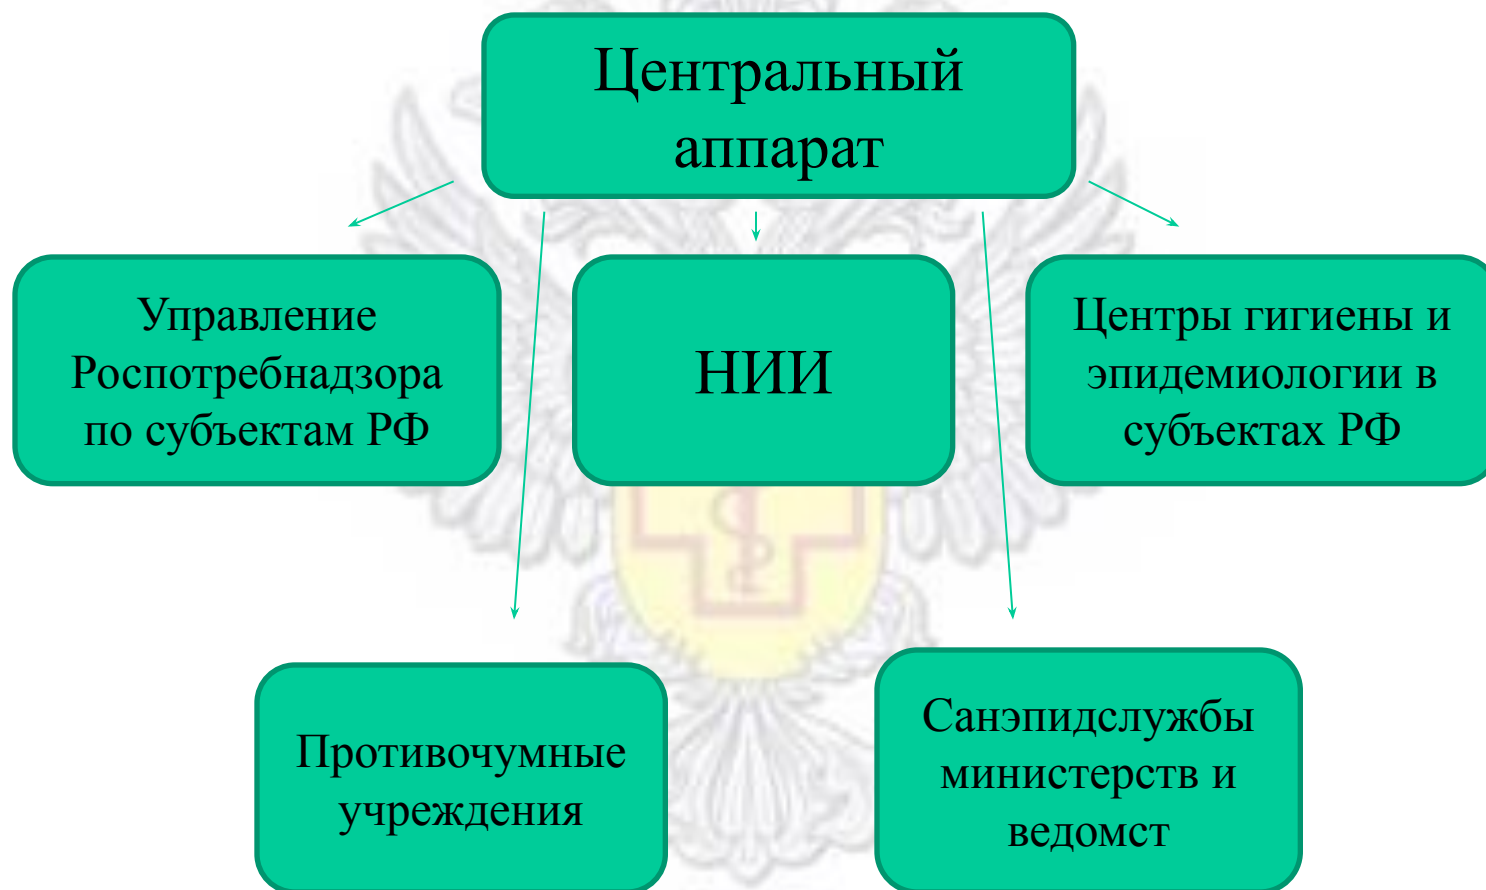 Центральный
аппарат
Управление
Роспотребнадзора
по субъектам РФ
НИИ
Центры гигиены и
эпидемиологии в
субъектах РФ
Противочумные
учреждения
Санэпидслужбы
министерств и
ведомст